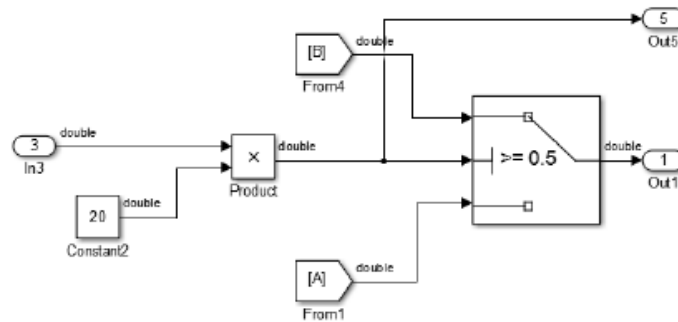 5
Out5
[B]
double
From4
3
double
In3
×
double
Product
>= 0.5
double
1
Out1
20
double
Constant2
[A]
double
From1